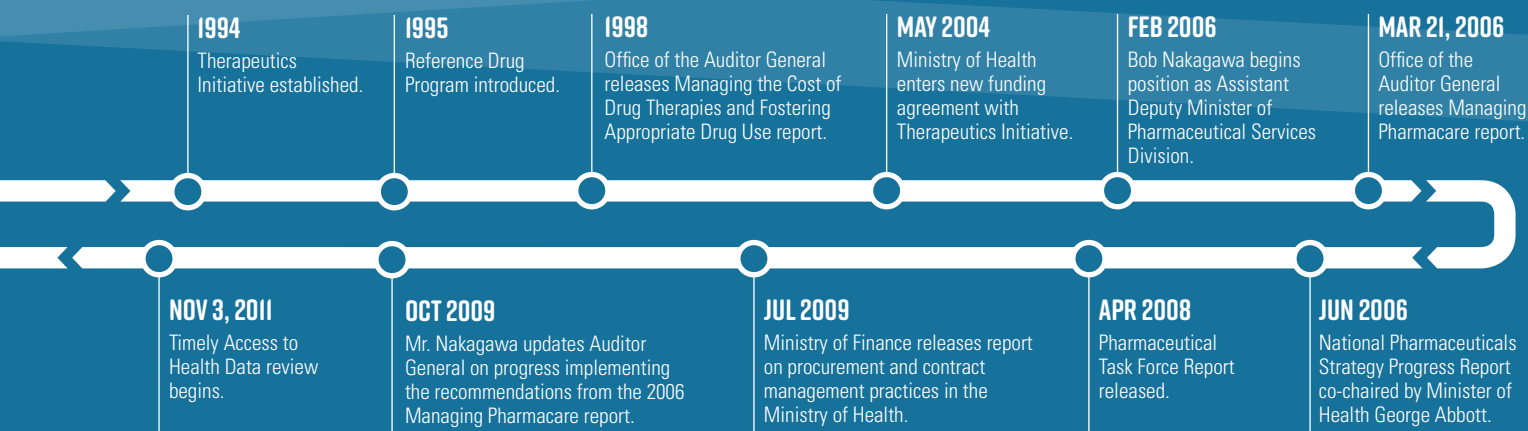 1994
Therapeutics
Initiative established.
1995
Reference Drug
Program introduced.
1998
Office of the Auditor General
releases Managing the Cost of
Drug Therapies and Fostering
Appropriate Drug Use report.
MAY 2004
Ministry of Health
enters new funding
agreement with
Therapeutics Initiative.
FEB 2006
Bob Nakagawa begins
position as Assistant
Deputy Minister of
Pharmaceutical Services
Division.
MAR 21, 2006
Office of the
Auditor General
releases Managing
Pharmacare report.
JUN 2006
National Pharmaceuticals
Strategy Progress Report
co-chaired by Minister of
Health George Abbott.
APR 2008
Pharmaceutical
Task Force Report
released.
JUL 2009
Ministry of Finance releases report
on procurement and contract
management practices in the
Ministry of Health.
OCT 2009
Mr. Nakagawa updates Auditor
General on progress implementing
the recommendations from the 2006
Managing Pharmacare report.
NOV 3, 2011
Timely Access to
Health Data review
begins.